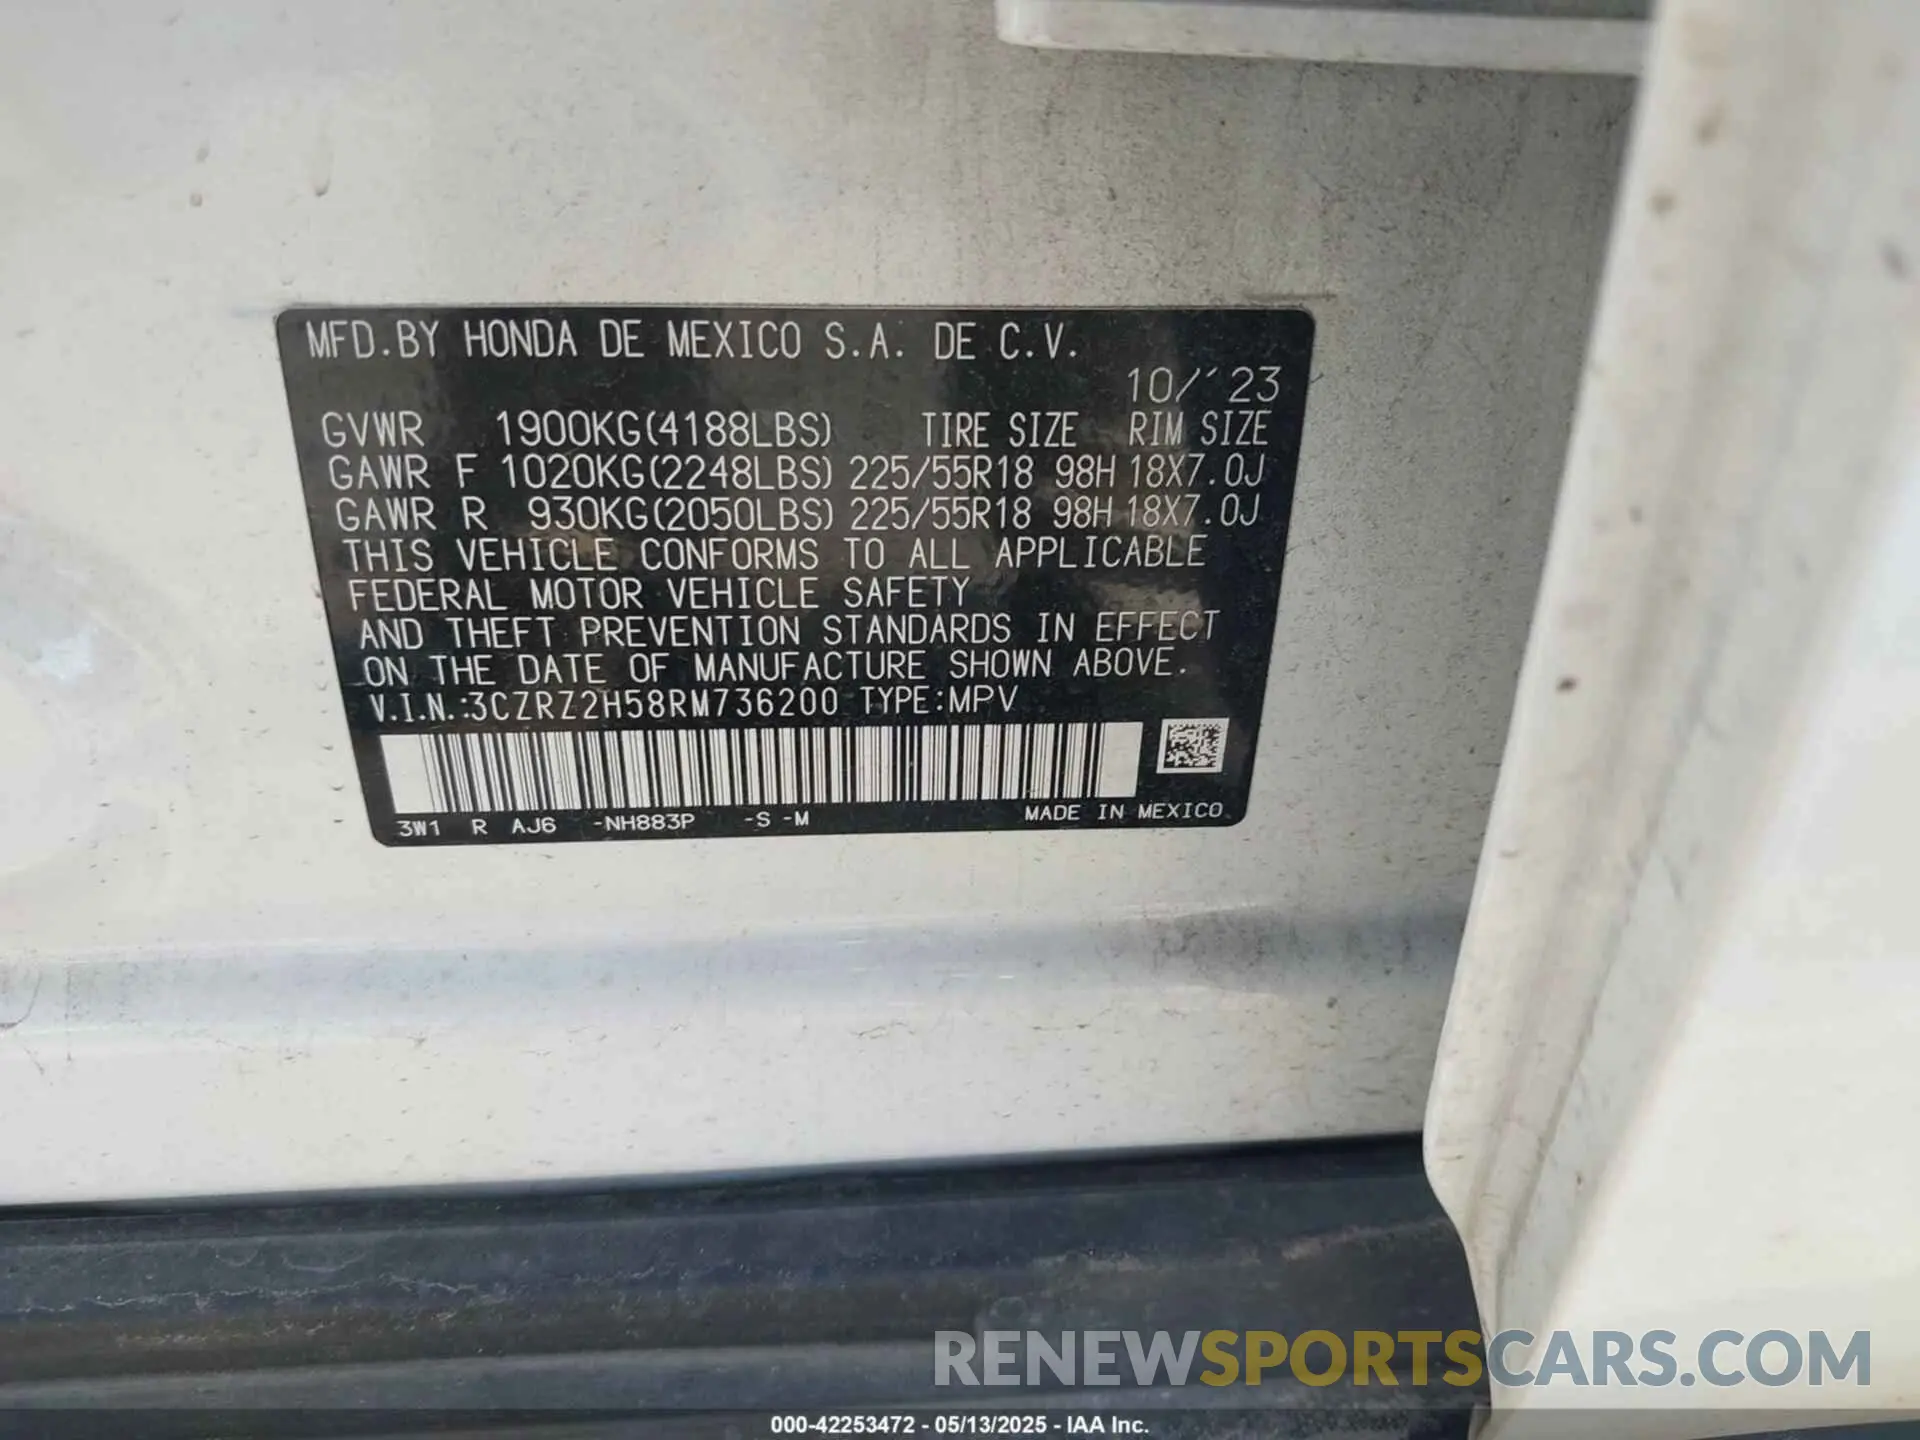 MFD.BY HONDA DE MEXICO S.A. DE C.V.
10/´23
GVWR 1900KG(4188LBS) TIRE SIZE RIM SIZE
GAWR F 1020KG(2248LBS) 225/55R18 98H 18X7.0J
GAWR R 930KG(2050LBS) 225/55R18 98H 18X7.0J
THIS VEHICLE CONFORMS TO ALL APPLICABLE
FEDERAL MOTOR VEHICLE SAFETY
AND THEFT PREVENTION STANDARDS IN EFFECT
ON THE DATE OF MANUFACTURE SHOWN ABOVE.
V.I.N.:3CZRZ2H58RM736200 TYPE:MPV
3W1 R AJ6 -NH883P -S -M MADE IN MEXICO
RENEWSPORTSCARS.COM
000-42253472 - 05/13/2025 - IAA Inc.